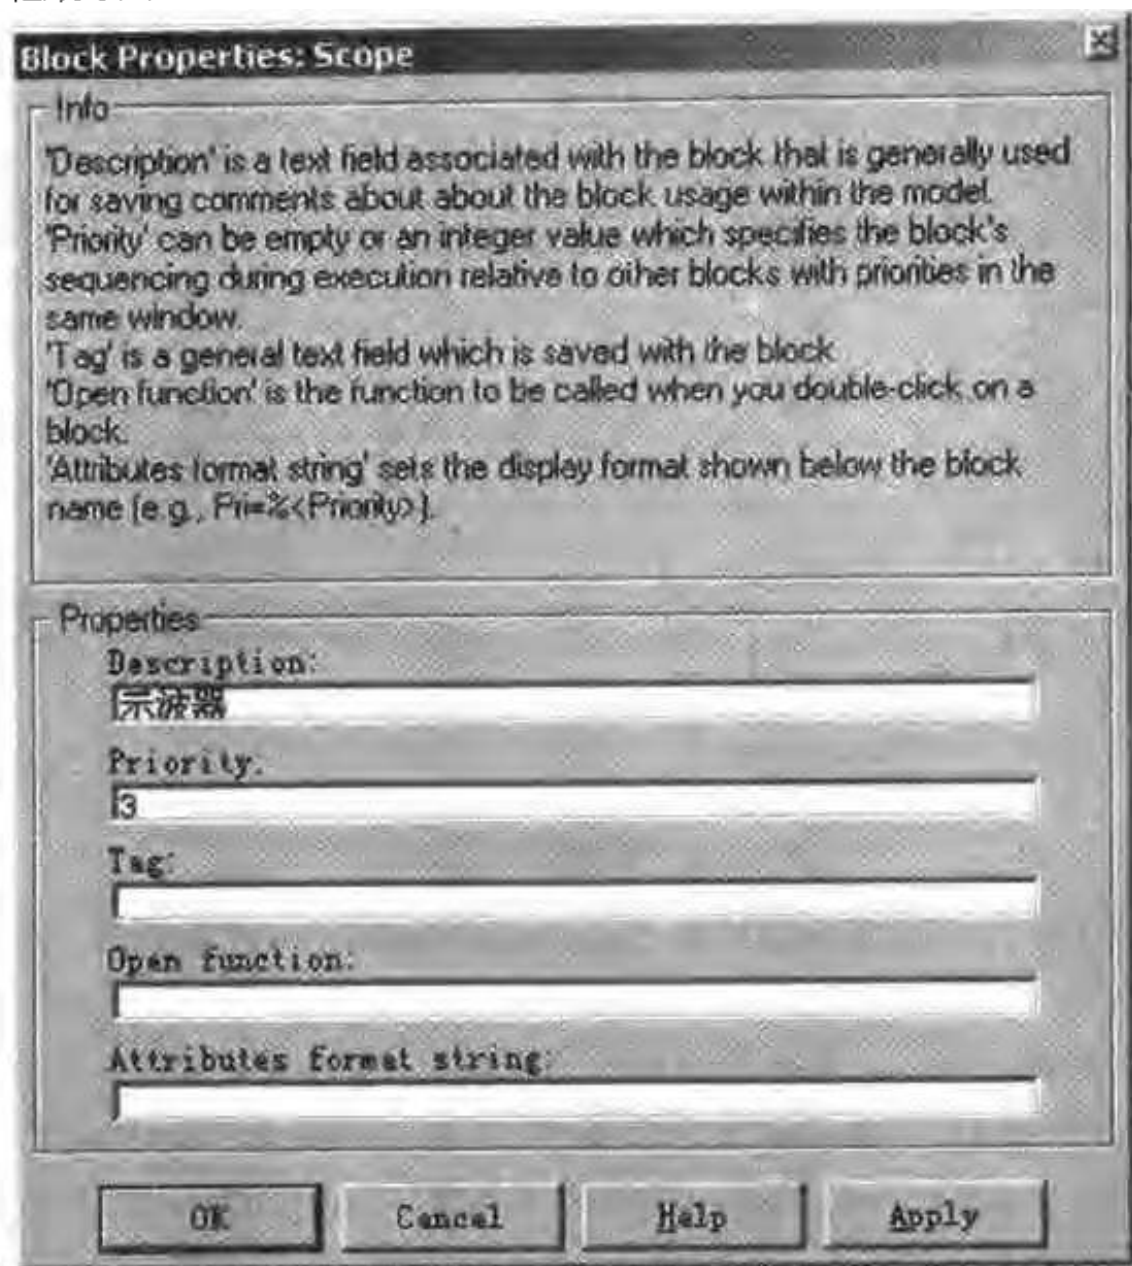 Block Properties: Scope
Info
'Description' is a text field associated with the block that is generally used
for saving comments about about the block usage within the model.
'Priority' can be empty or an integer value which specifies the block's
sequencing during execution relative to other blocks with priorities in the
same window.
'Tag' is a general text field which is saved with the block
'Open function' is the function to be called when you double-click on a
block.
'Attributes format string' sets the display format shown below the block
name (e.g., Pri=%<Priority>).
Properties
Description:
示波器
Priority:
3
Tag:
Open function:
Attributes format string:
OK
Cancel
Help
Apply